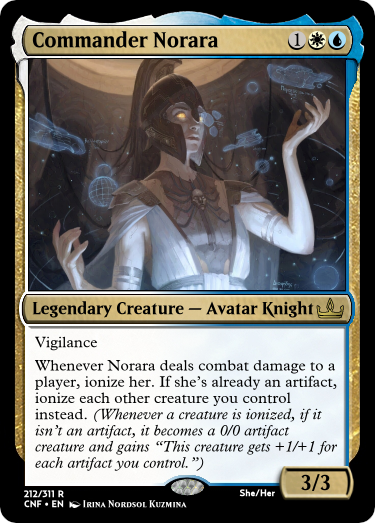 Commander Norara 1
Legendary Creature — Avatar Knight
Vigilance
Whenever Norara deals combat damage to a
player, ionize her. If she's already an artifact,
ionize each other creature you control
instead. (Whenever a creature is ionized, if it
isn't an artifact, it becomes a 0/0 artifact
creature and gains “This creature gets +1/+1 for
each artifact you control.”)
3/3
212/311 R She/Her
CNF • EN Irina Nordsol Kuzmina